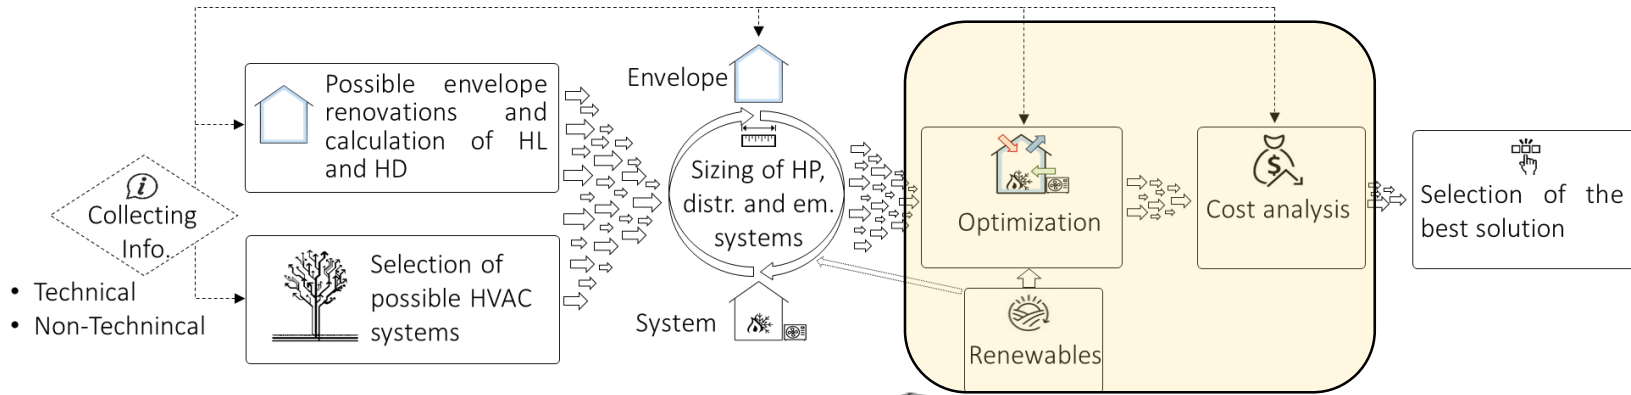 Collecting
Info.
• Technical
• Non-Technincal
Possible envelope
renovations and
calculation of HL
and HD
Selection of
possible HVAC
systems
Envelope
Sizing of HP,
distr. and em.
systems
System
Optimization
Renewables
$
Cost analysis
Selection of the
best solution